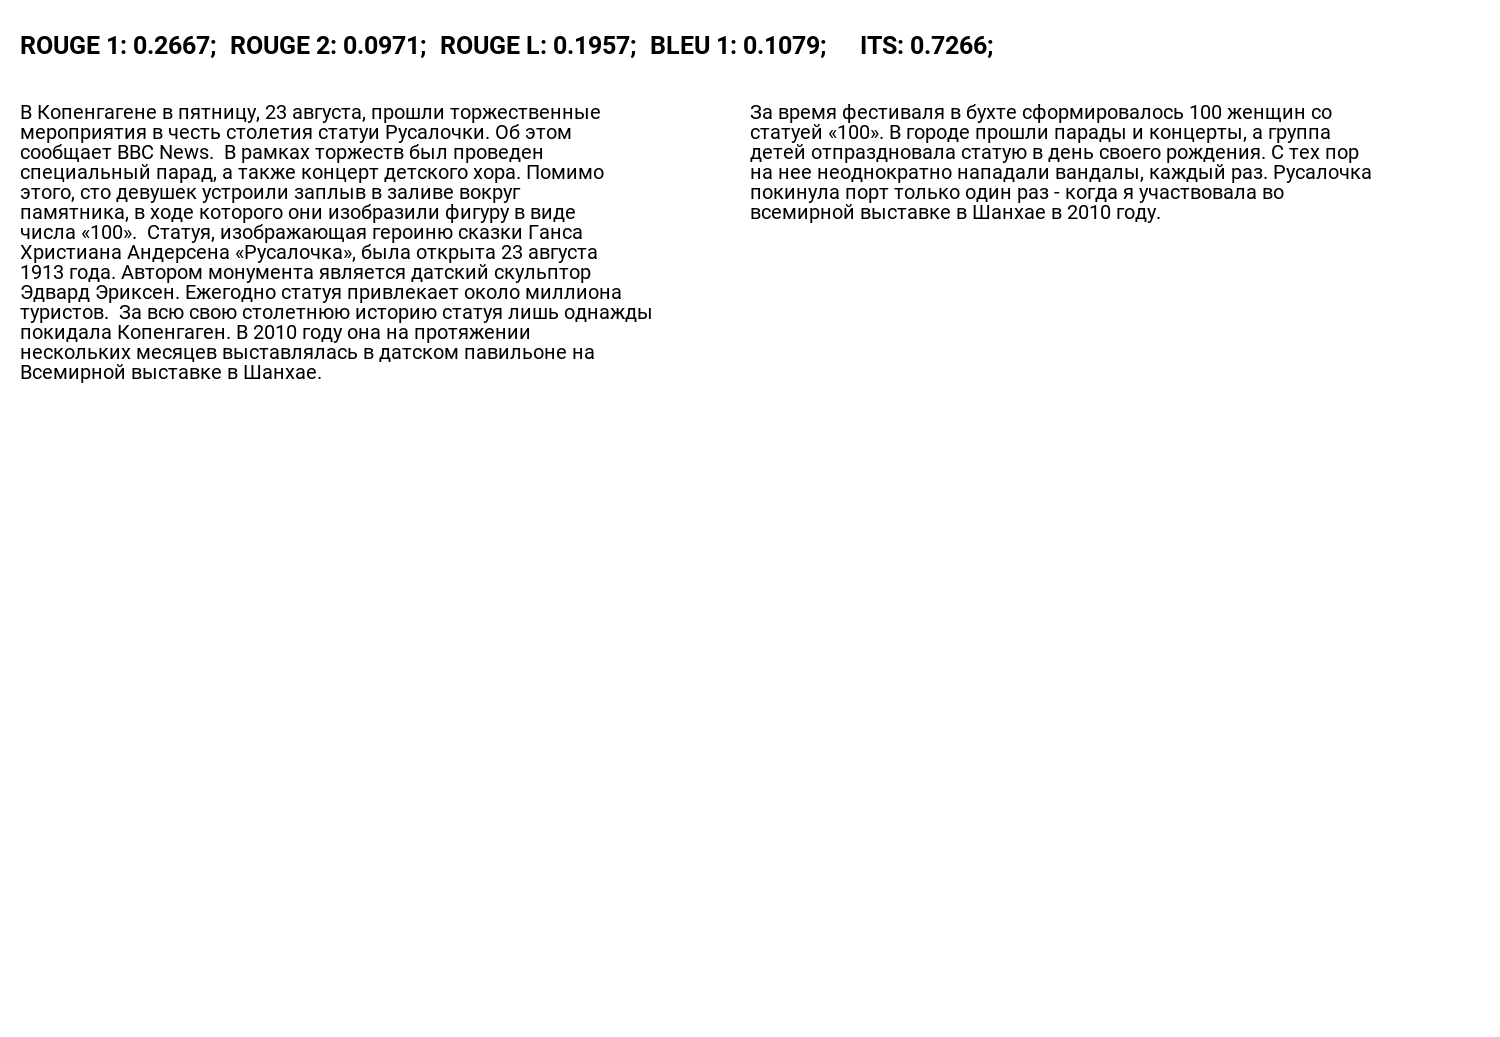 ROUGE 1: 0.2667;  ROUGE 2: 0.0971;  ROUGE L: 0.1957;  BLEU 1: 0.1079;  ITS: 0.7266;
В Копенгагене в пятницу, 23 августа, прошли торжественные
мероприятия в честь столетия статуи Русалочки. Об этом
сообщает BBC News.  В рамках торжеств был проведен
специальный парад, а также концерт детского хора. Помимо
этого, сто девушек устроили заплыв в заливе вокруг
памятника, в ходе которого они изобразили фигуру в виде
числа «100».  Статуя, изображающая героиню сказки Ганса
Христиана Андерсена «Русалочка», была открыта 23 августа
1913 года. Автором монумента является датский скульптор
Эдвард Эриксен. Ежегодно статуя привлекает около миллиона
туристов.  За всю свою столетнюю историю статуя лишь однажды
покидала Копенгаген. В 2010 году она на протяжении
нескольких месяцев выставлялась в датском павильоне на
Всемирной выставке в Шанхае.
За время фестиваля в бухте сформировалось 100 женщин со
статуей «100». В городе прошли парады и концерты, а группа
детей отпраздновала статую в день своего рождения. С тех пор
на нее неоднократно нападали вандалы, каждый раз. Русалочка
покинула порт только один раз - когда я участвовала во
всемирной выставке в Шанхае в 2010 году.